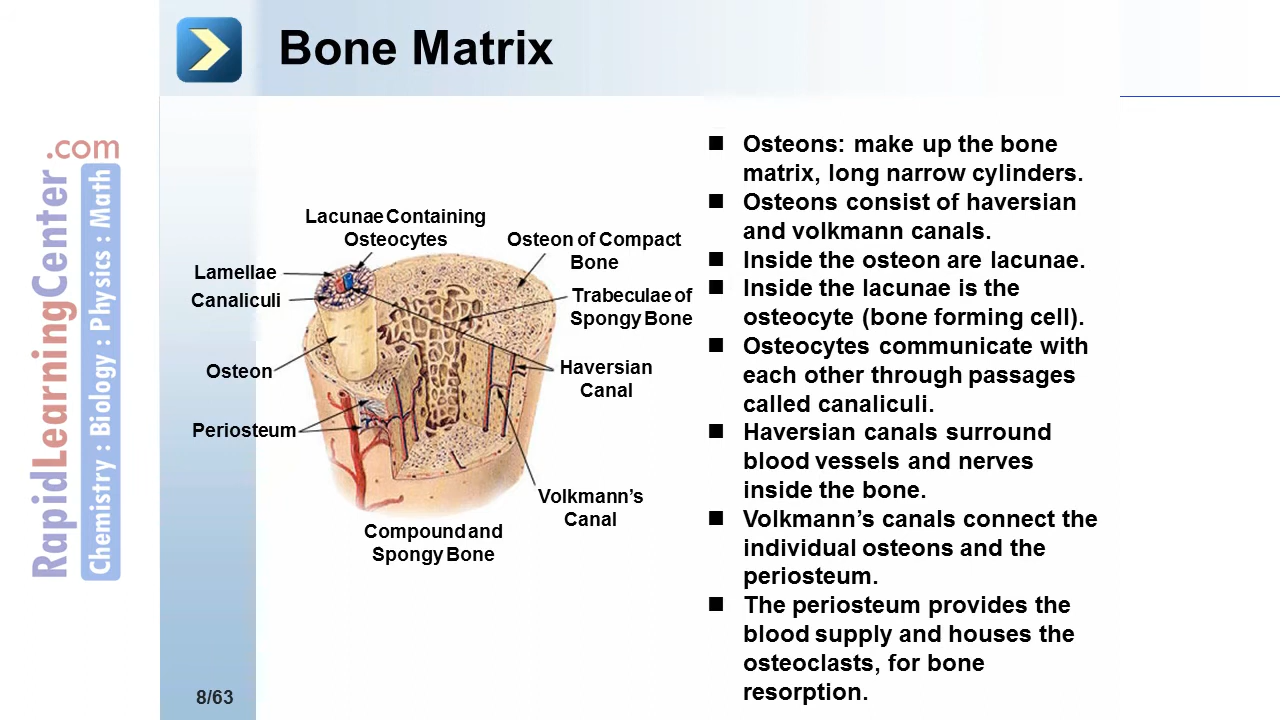 Bone Matrix
RapidLearningCenter.com
Chemistry : Biology : Physics : Math
Lacunae Containing
Osteocytes
Osteon of Compact
Bone
Lamellae
Canaliculi
Trabeculae of
Spongy Bone
Osteon
Haversian
Canal
Periosteum
Volkmann’s
Canal
Compound and
Spongy Bone
■ Osteons: make up the bone
matrix, long narrow cylinders.
■ Osteons consist of haversian
and volkmann canals.
■ Inside the osteon are lacunae.
■ Inside the lacunae is the
osteocyte (bone forming cell).
■ Osteocytes communicate with
each other through passages
called canaliculi.
■ Haversian canals surround
blood vessels and nerves
inside the bone.
■ Volkmann’s canals connect the
individual osteons and the
periosteum.
■ The periosteum provides the
blood supply and houses the
osteoclasts, for bone
resorption.
8/63